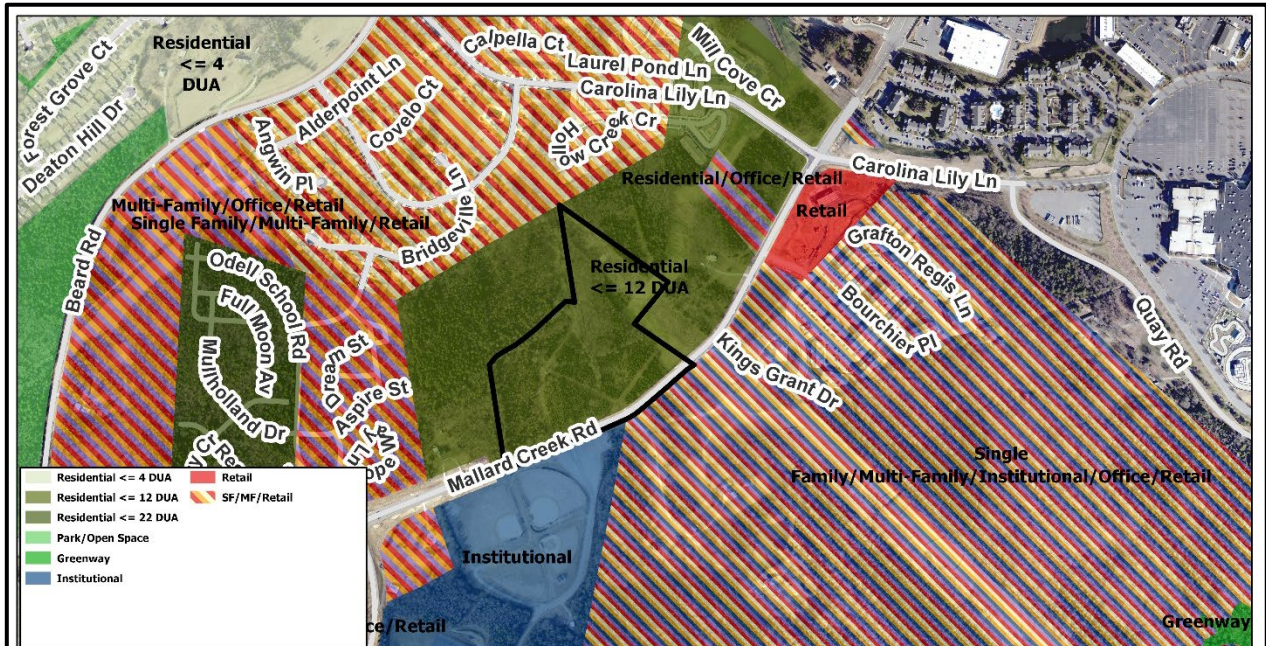 Residential
<= 4
DUA
Forest Grove Ct
Deaton Hill Dr
Calpella Ct
Laurel Pond Ln
Mill Cove Cr
Carolina Lily Ln
Alderpoint Ln
Covelo Ct
Angwin Pl
Hollow Creek Cr
Bridgeville Ln
Carolina Lily Ln
Residential/Office/Retail
Retail
Multi-Family/Office/Retail
Single Family/Multi-Family/Retail
Beard Rd
Grafton Regis Ln
Bourchier Pl
Quay Rd
Residential
<= 12 DUA
Odell School Rd
Full Moon Av
Mullholland Dr
Dream St
Aspire St
Kings Grant Dr
Mallard Creek Rd
Single
Family/Multi-Family/Institutional/Office/Retail
Institutional
ce/Retail
Greenway
Residential <= 4 DUA
Residential <= 12 DUA
Residential <= 22 DUA
Park/Open Space
Greenway
Institutional
Retail
SF/MF/Retail